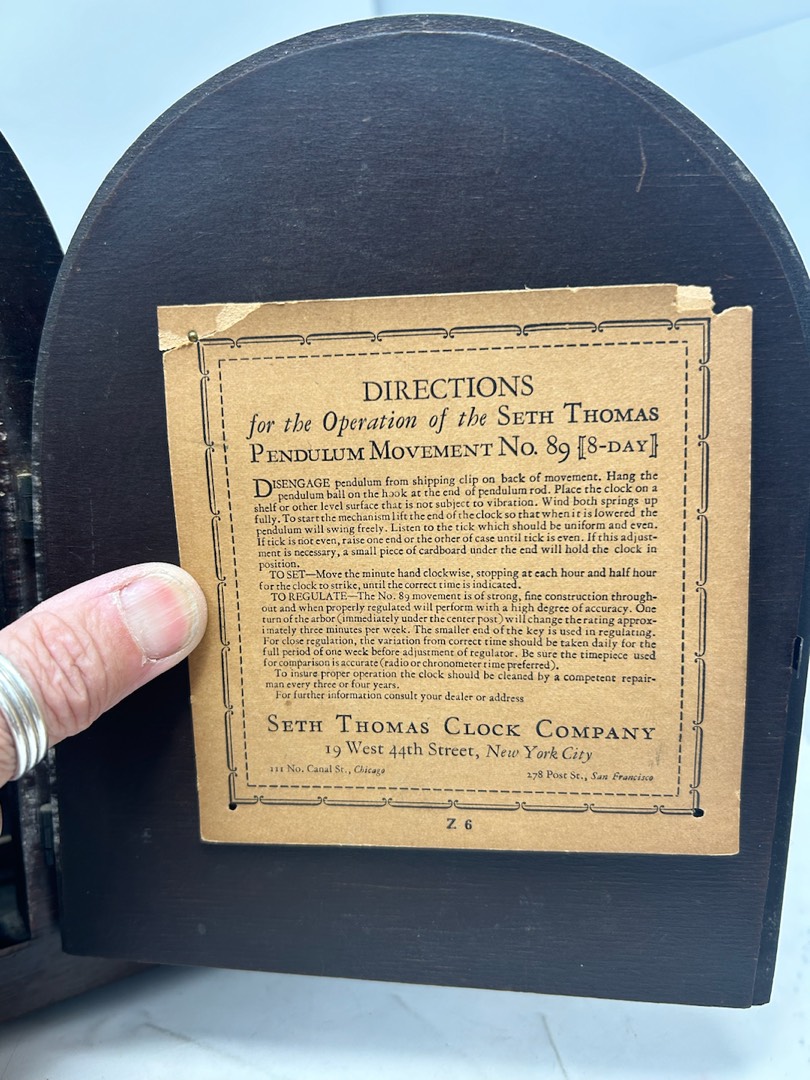 DIRECTIONS
for the Operation of the SETH THOMAS
PENDULUM MOVEMENT No. 89 [8-DAY]
DISENGAGE pendulum from shipping clip on back of movement. Hang the
pendulum ball on the hook at the end of pendulum rod. Place the clock on a
shelf or other level surface that is not subject to vibration. Wind both springs up
fully. To start the mechanism lift the end of the clock so that when it is lowered the
pendulum will swing freely. Listen to the tick which should be uniform and even.
If tick is not even, raise one end or the other of case until tick is even. If this adjust-
ment is necessary, a small piece of cardboard under the end will hold the clock in
position.
TO SET—Move the minute hand clockwise, stopping at each hour and half hour
for the clock to strike, until the correct time is indicated.
TO REGULATE—The No. 89 movement is of strong, fine construction through-
out and when properly regulated will perform with a high degree of accuracy. One
turn of the arbor (immediately under the center post) will change the rating approx-
imately three minutes per week. The smaller end of the key is used in regulating.
For close regulation, the variation from correct time should be taken daily for the
full period of one week before adjustment of regulator. Be sure the timepiece used
for comparison is accurate (radio or chronometer time preferred).
To insure proper operation the clock should be cleaned by a competent repair-
man every three or four years.
For further information consult your dealer or address
SETH THOMAS CLOCK COMPANY
19 West 44th Street, New York City
111 No. Canal St., Chicago 278 Post St., San Francisco
Z 6